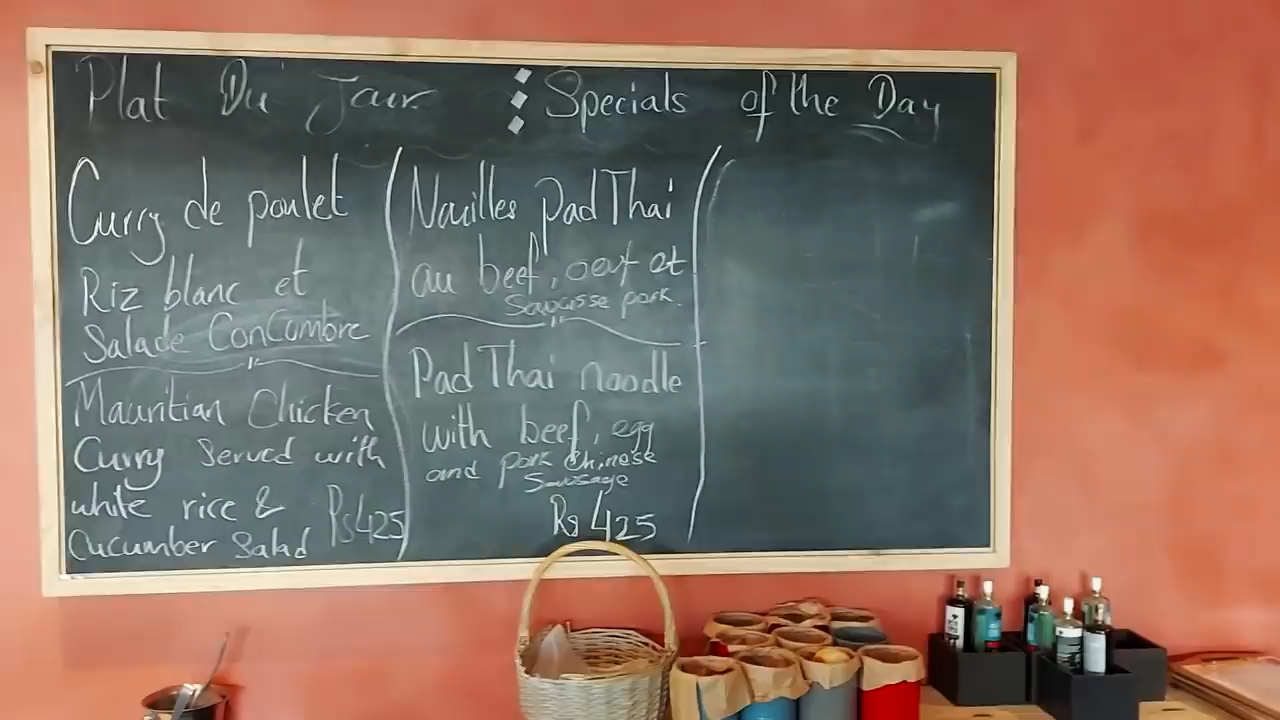 Plat Du Jour
Specials of the Day
Curry de poulet
Riz blanc et
Salade ConCombre
Mauritian Chicken
Curry Served with
white rice &
Cucumber Salad
Rs425
Nouilles Pad Thai
au beef, oeuf et
Saucisse pork.
Pad Thai noodle
with beef, egg
and pork Chinese
Sausage
Rs 425